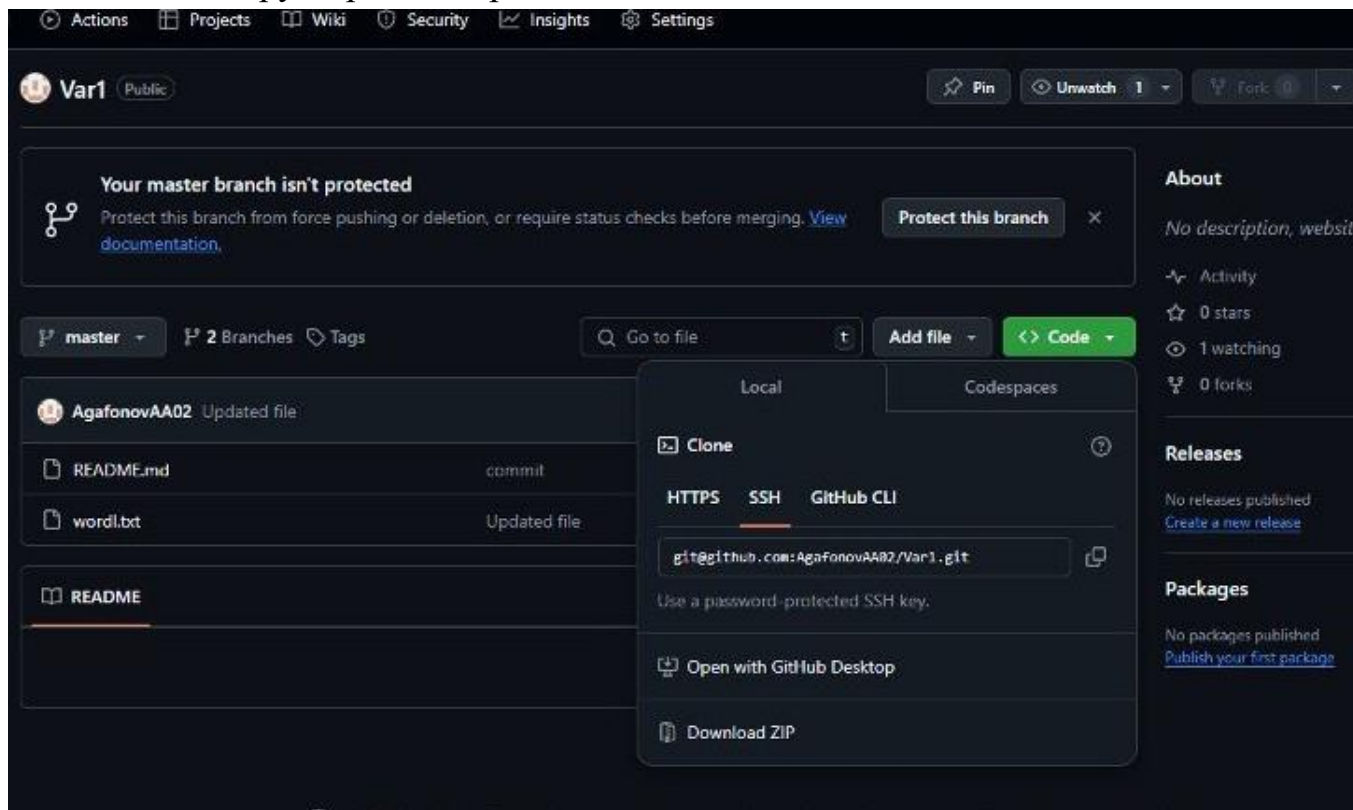 Actions Projects Wiki Security Insights Settings
Var1 Public
Pin Unwatch 1 Fork 0
Your master branch isn't protected
Protect this branch from force pushing or deletion, or require status checks before merging. View
documentation.
Protect this branch
About
No description, websit
Activity
0 stars
1 watching
0 forks
master 2 Branches Tags
Go to file t
Add file Code
Local Codespaces
AgafonovAA02 Updated file
README.md commit
wordl.txt Updated file
README
Clone
HTTPS SSH GitHub CLI
git@github.com:AgafonovAA02/Var1.git
Use a password-protected SSH key.
Open with GitHub Desktop
Download ZIP
Releases
No releases published
Create a new release
Packages
No packages published
Publish your first package